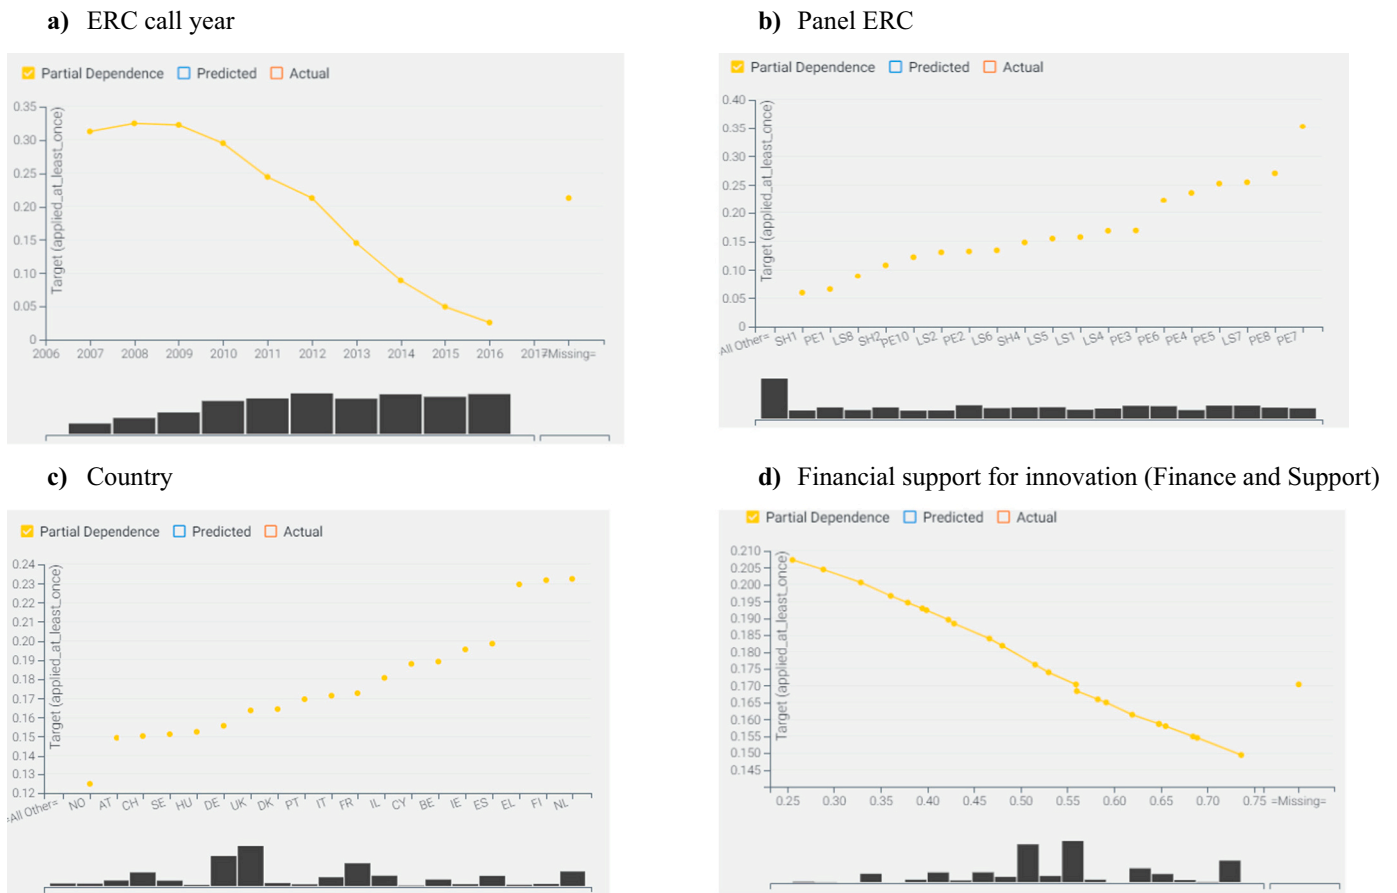 a) ERC call year
Partial Dependence Predicted Actual
Target (applied_at_least_once)
0.35
0.30
0.25
0.20
0.15
0.10
0.05
0
2006 2007 2008 2009 2010 2011 2012 2013 2014 2015 2016 2017 =Missing=
b) Panel ERC
Partial Dependence Predicted Actual
Target (applied_at_least_once)
0.40
0.35
0.30
0.25
0.20
0.15
0.10
0.05
0
All Other= SH1 PE1 LS8 SH2 PE10 LS2 PE2 LS6 SH4 LS5 LS1 LS4 PE3 PE6 PE4 PE5 LS7 PE8 PE7
c) Country
Partial Dependence Predicted Actual
Target (applied_at_least_once)
0.24
0.23
0.22
0.21
0.20
0.19
0.18
0.17
0.16
0.15
0.14
0.13
0.12
=All Other= NO AT CH SE HU DE UK DK PT IT FR IL CY BE IE ES EL FI NL
d) Financial support for innovation (Finance and Support)
Partial Dependence Predicted Actual
Target (applied_at_least_once)
0.210
0.205
0.200
0.195
0.190
0.185
0.180
0.175
0.170
0.165
0.160
0.155
0.150
0.145
0.25 0.30 0.35 0.40 0.45 0.50 0.55 0.60 0.65 0.70 0.75 =Missing=